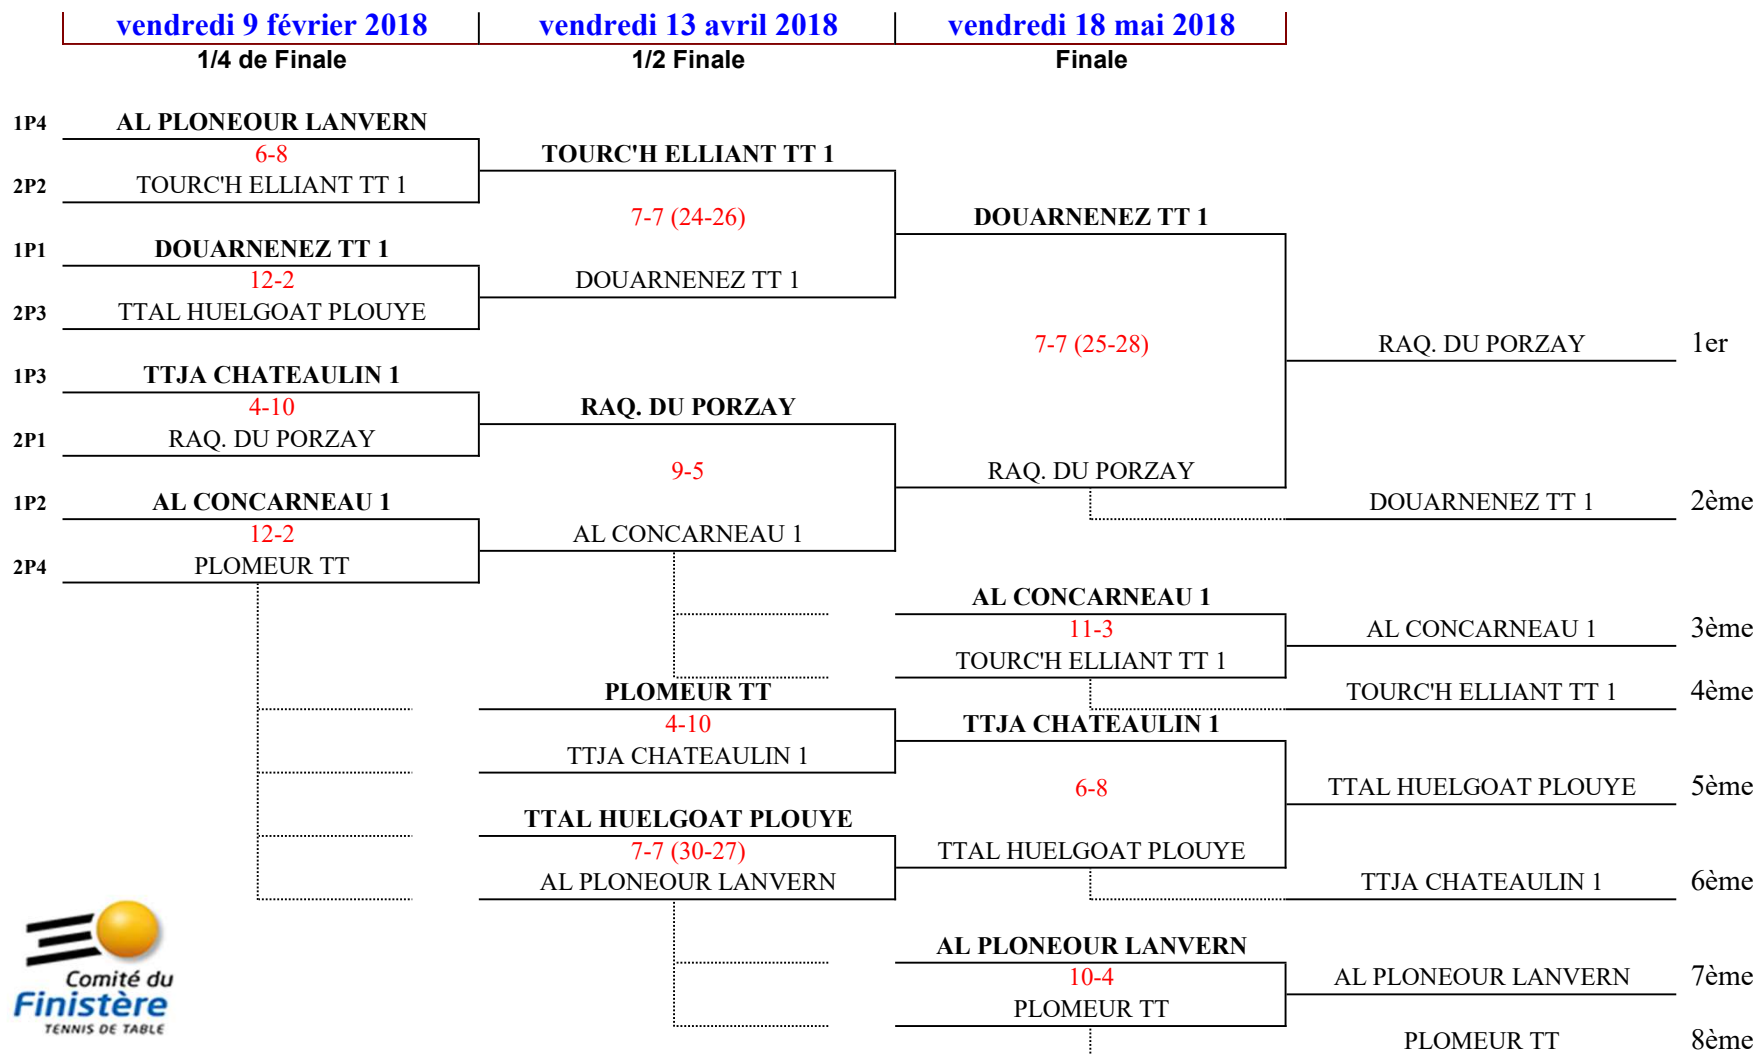 vendredi 9 février 2018 vendredi 13 avril 2018 vendredi 18 mai 2018
1/4 de Finale 1/2 Finale Finale
1P4 AL PLONEOUR LANVERN
6-8 TOURC'H ELLIANT TT 1
2P2 TOURC'H ELLIANT TT 1
7-7 (24-26) DOUARNENEZ TT 1
1P1 DOUARNENEZ TT 1
12-2 DOUARNENEZ TT 1
2P3 TTAL HUELGOAT PLOUYE
7-7 (25-28) RAQ. DU PORZAY 1er
1P3 TTJA CHATEAULIN 1
4-10 RAQ. DU PORZAY
2P1 RAQ. DU PORZAY
9-5 RAQ. DU PORZAY
1P2 AL CONCARNEAU 1 DOUARNENEZ TT 1 2ème
12-2 AL CONCARNEAU 1
2P4 PLOMEUR TT
AL CONCARNEAU 1
11-3 AL CONCARNEAU 1 3ème
TOURC'H ELLIANT TT 1
PLOMEUR TT TOURC'H ELLIANT TT 1 4ème
4-10 TTJA CHATEAULIN 1
TTJA CHATEAULIN 1
6-8 TTAL HUELGOAT PLOUYE 5ème
TTAL HUELGOAT PLOUYE
7-7 (30-27) TTAL HUELGOAT PLOUYE
AL PLONEOUR LANVERN TTJA CHATEAULIN 1 6ème
AL PLONEOUR LANVERN
10-4 AL PLONEOUR LANVERN 7ème
PLOMEUR TT
PLOMEUR TT 8ème
Comité du
Finistère
TENNIS DE TABLE